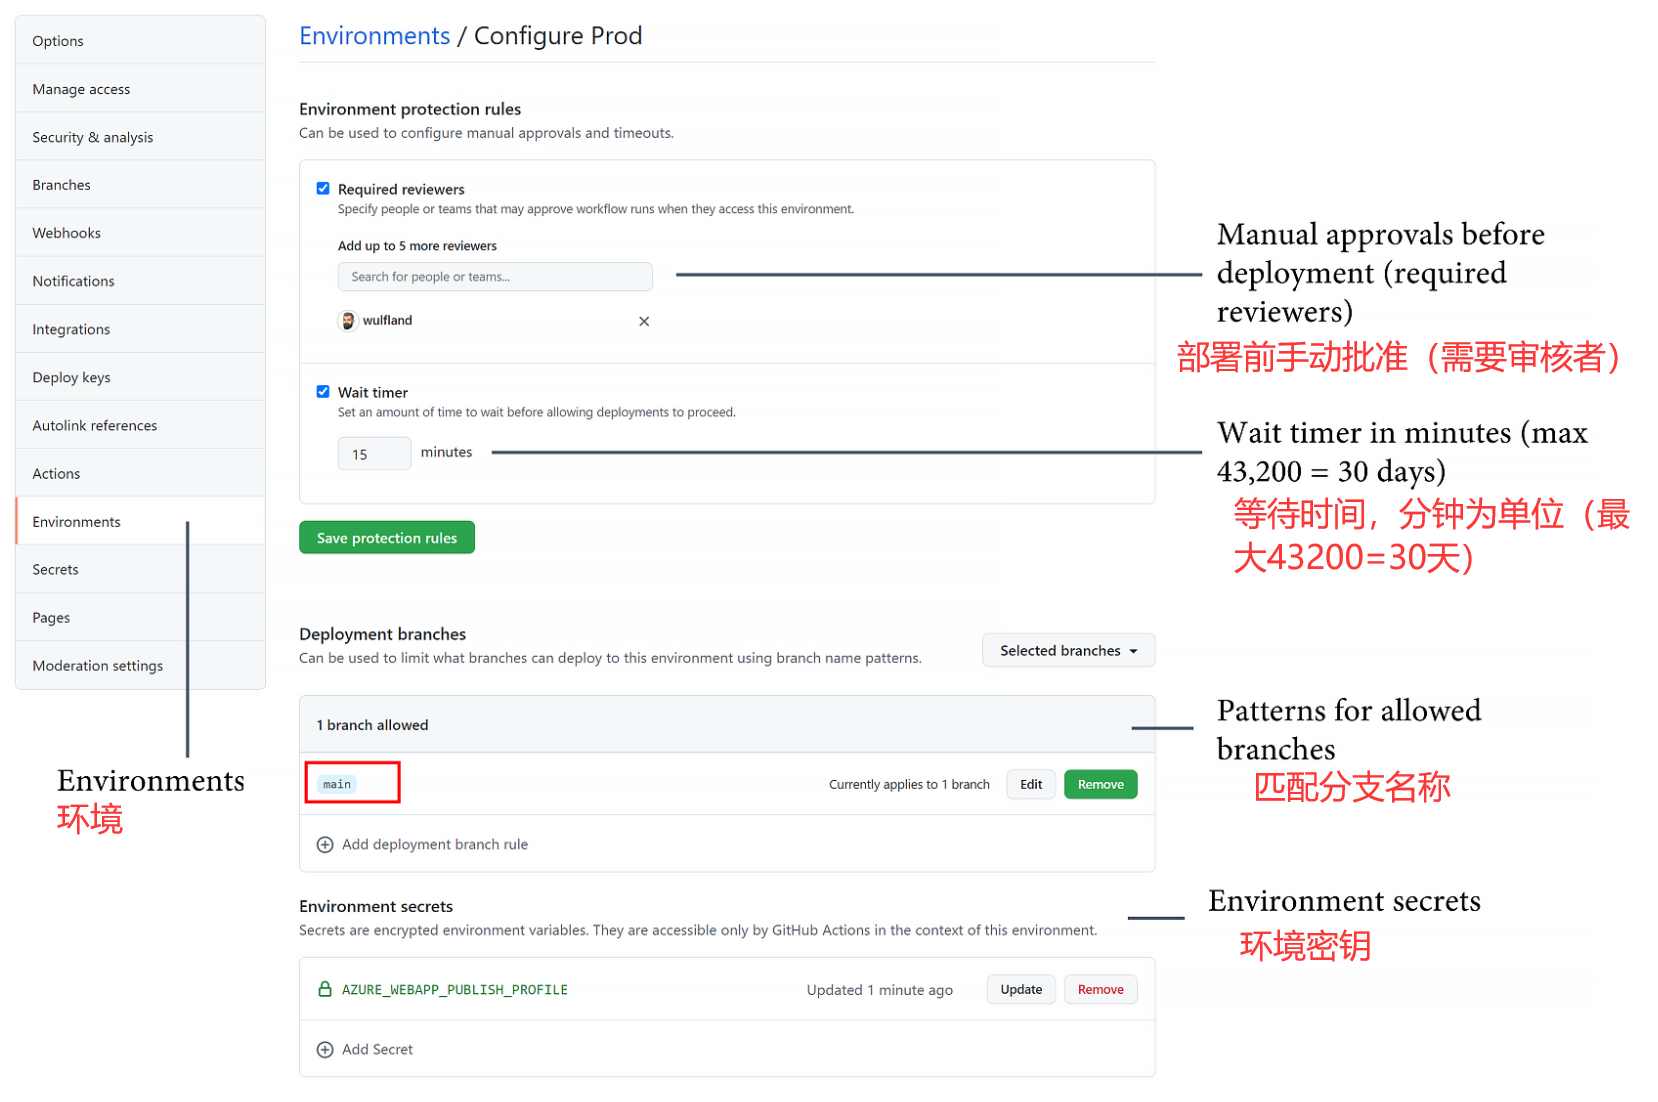 Options
Manage access
Security & analysis
Branches
Webhooks
Notifications
Integrations
Deploy keys
Autolink references
Actions
Environments
Secrets
Pages
Moderation settings
Environments
环境
Environments / Configure Prod
Environment protection rules
Can be used to configure manual approvals and timeouts.
Required reviewers
Specify people or teams that may approve workflow runs when they access this environment.
Add up to 5 more reviewers
Search for people or teams...
wulfland
Wait timer
Set an amount of time to wait before allowing deployments to proceed.
15 minutes
Save protection rules
Deployment branches
Can be used to limit what branches can deploy to this environment using branch name patterns.
Selected branches
1 branch allowed
main
Currently applies to 1 branch
Edit
Remove
Add deployment branch rule
Environment secrets
Secrets are encrypted environment variables. They are accessible only by GitHub Actions in the context of this environment.
AZURE_WEBAPP_PUBLISH_PROFILE
Updated 1 minute ago
Update
Remove
Add Secret
Manual approvals before
deployment (required
reviewers)
部署前手动批准（需要审核者）
Wait timer in minutes (max
43,200 = 30 days)
等待时间，分钟为单位（最
大43200=30天）
Patterns for allowed
branches
匹配分支名称
Environment secrets
环境密钥